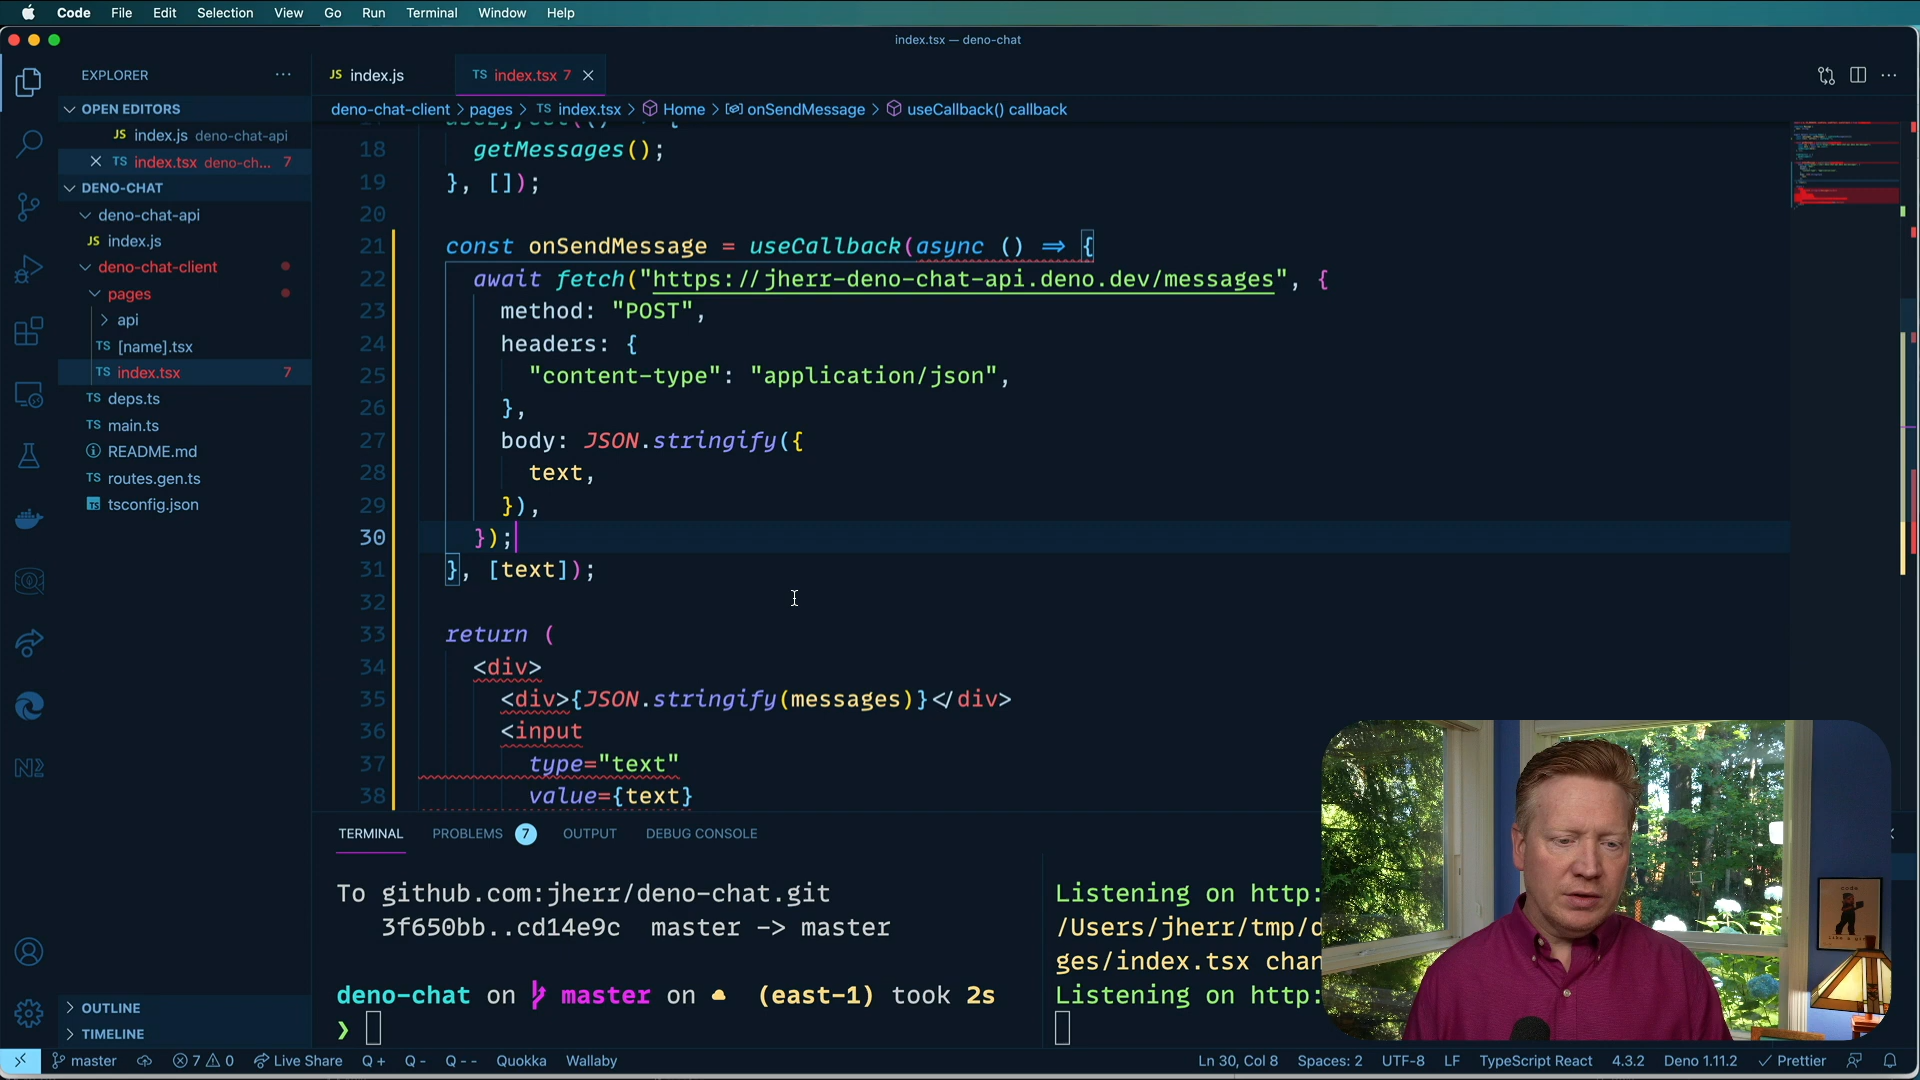 Code File Edit Selection View Go Run Terminal Window Help
index.tsx — deno-chat
EXPLORER
OPEN EDITORS
JS index.js deno-chat-api
TS index.tsx deno-ch... 7
DENO-CHAT
deno-chat-api
JS index.js
deno-chat-client
pages
api
TS [name].tsx
TS index.tsx 7
TS deps.ts
TS main.ts
README.md
TS routes.gen.ts
tsconfig.json
OUTLINE
TIMELINE
JS index.js
TS index.tsx 7
deno-chat-client > pages > TS index.tsx > Home > onSendMessage > useCallback() callback
18 getMessages();
19 }, []);
20
21 const onSendMessage = useCallback(async () => {
22 await fetch("https://jherr-deno-chat-api.deno.dev/messages", {
23 method: "POST",
24 headers: {
25 "content-type": "application/json",
26 },
27 body: JSON.stringify({
28 text,
29 }),
30 });
31 }, [text]);
32
33 return (
34 <div>
35 <div>{JSON.stringify(messages)}</div>
36 <input
37 type="text"
38 value={text}
TERMINAL PROBLEMS 7 OUTPUT DEBUG CONSOLE
To github.com:jherr/deno-chat.git
3f650bb..cd14e9c master -> master
deno-chat on master on (east-1) took 2s
❯
Listening on http:
/Users/jherr/tmp/d
ges/index.tsx chan
Listening on http:
master 7 0 Live Share Q + Q - Q - - Quokka Wallaby
Ln 30, Col 8 Spaces: 2 UTF-8 LF TypeScript React 4.3.2 Deno 1.11.2 Prettier